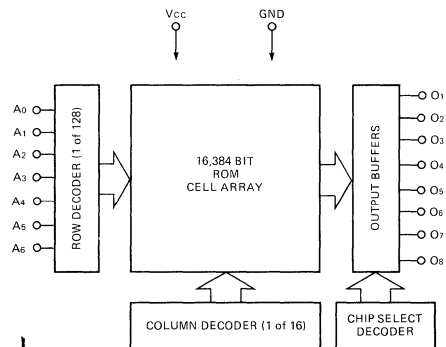 Vcc
GND
A0
A1
A2
A3
A4
A5
A6
ROW DECODER (1 of 128)
16,384 BIT
ROM
CELL ARRAY
OUTPUT BUFFERS
O1
O2
O3
O4
O5
O6
O7
O8
COLUMN DECODER (1 of 16)
CHIP SELECT
DECODER